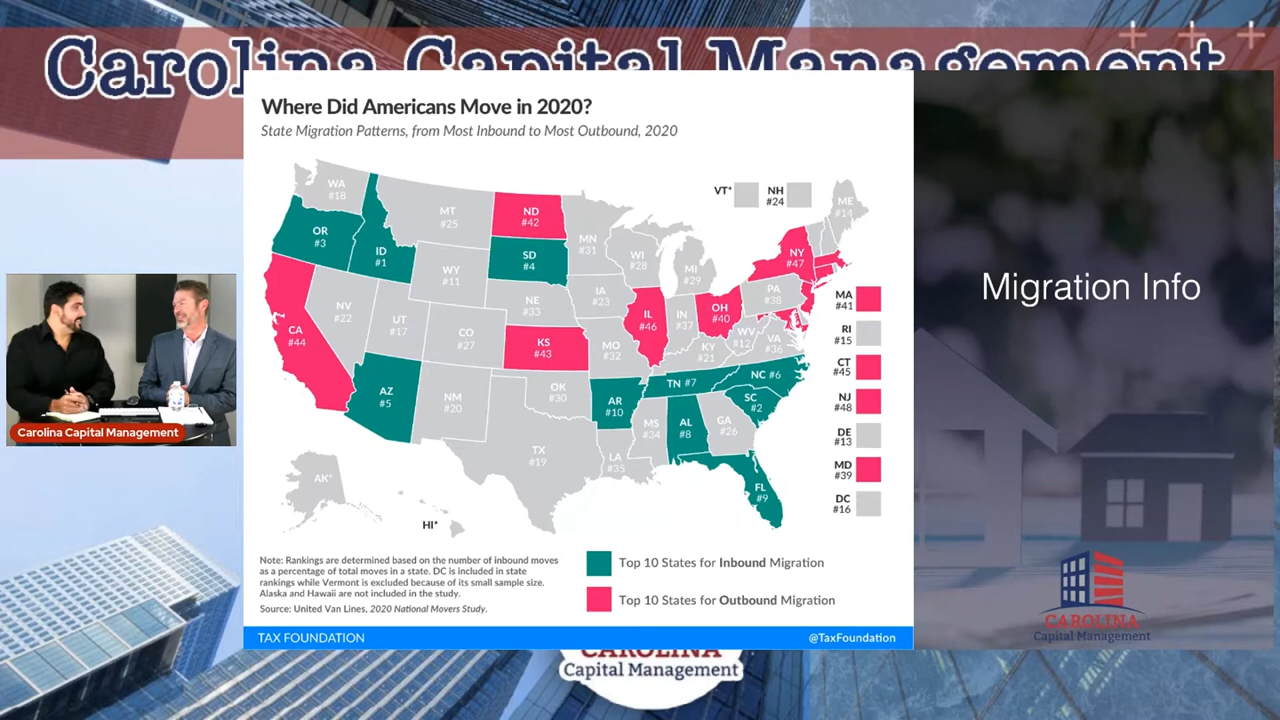 Carolina Capital Management
Where Did Americans Move in 2020?
State Migration Patterns, from Most Inbound to Most Outbound, 2020
WA
#18
OR
#3
ID
#1
MT
#25
ND
#42
SD
#4
MN
#31
WI
#28
MI
#29
VT*
NH
#24
ME
#14
NY
#47
WY
#11
NE
#33
IA
#23
IL
#46
IN
#37
OH
#40
PA
#38
CA
#44
NV
#22
UT
#17
CO
#27
KS
#43
MO
#32
KY
#21
WV
#12
VA
#36
AZ
#5
NM
#20
OK
#30
AR
#10
TN #7
NC #6
SC
#2
MS
#34
AL
#8
GA
#26
TX
#19
LA
#35
FL
#9
AK*
HI*
MA
#41
RI
#15
CT
#45
NJ
#48
DE
#13
MD
#39
DC
#16
Note: Rankings are determined based on the number of inbound moves
as a percentage of total moves in a state. DC is included in state
rankings while Vermont is excluded because of its small sample size.
Alaska and Hawaii are not included in the study.
Source: United Van Lines, 2020 National Movers Study.
Top 10 States for Inbound Migration
Top 10 States for Outbound Migration
TAX FOUNDATION
@TaxFoundation
Carolina Capital Management
Migration Info
CAROLINA
Capital Management
CAROLINA
Capital Management